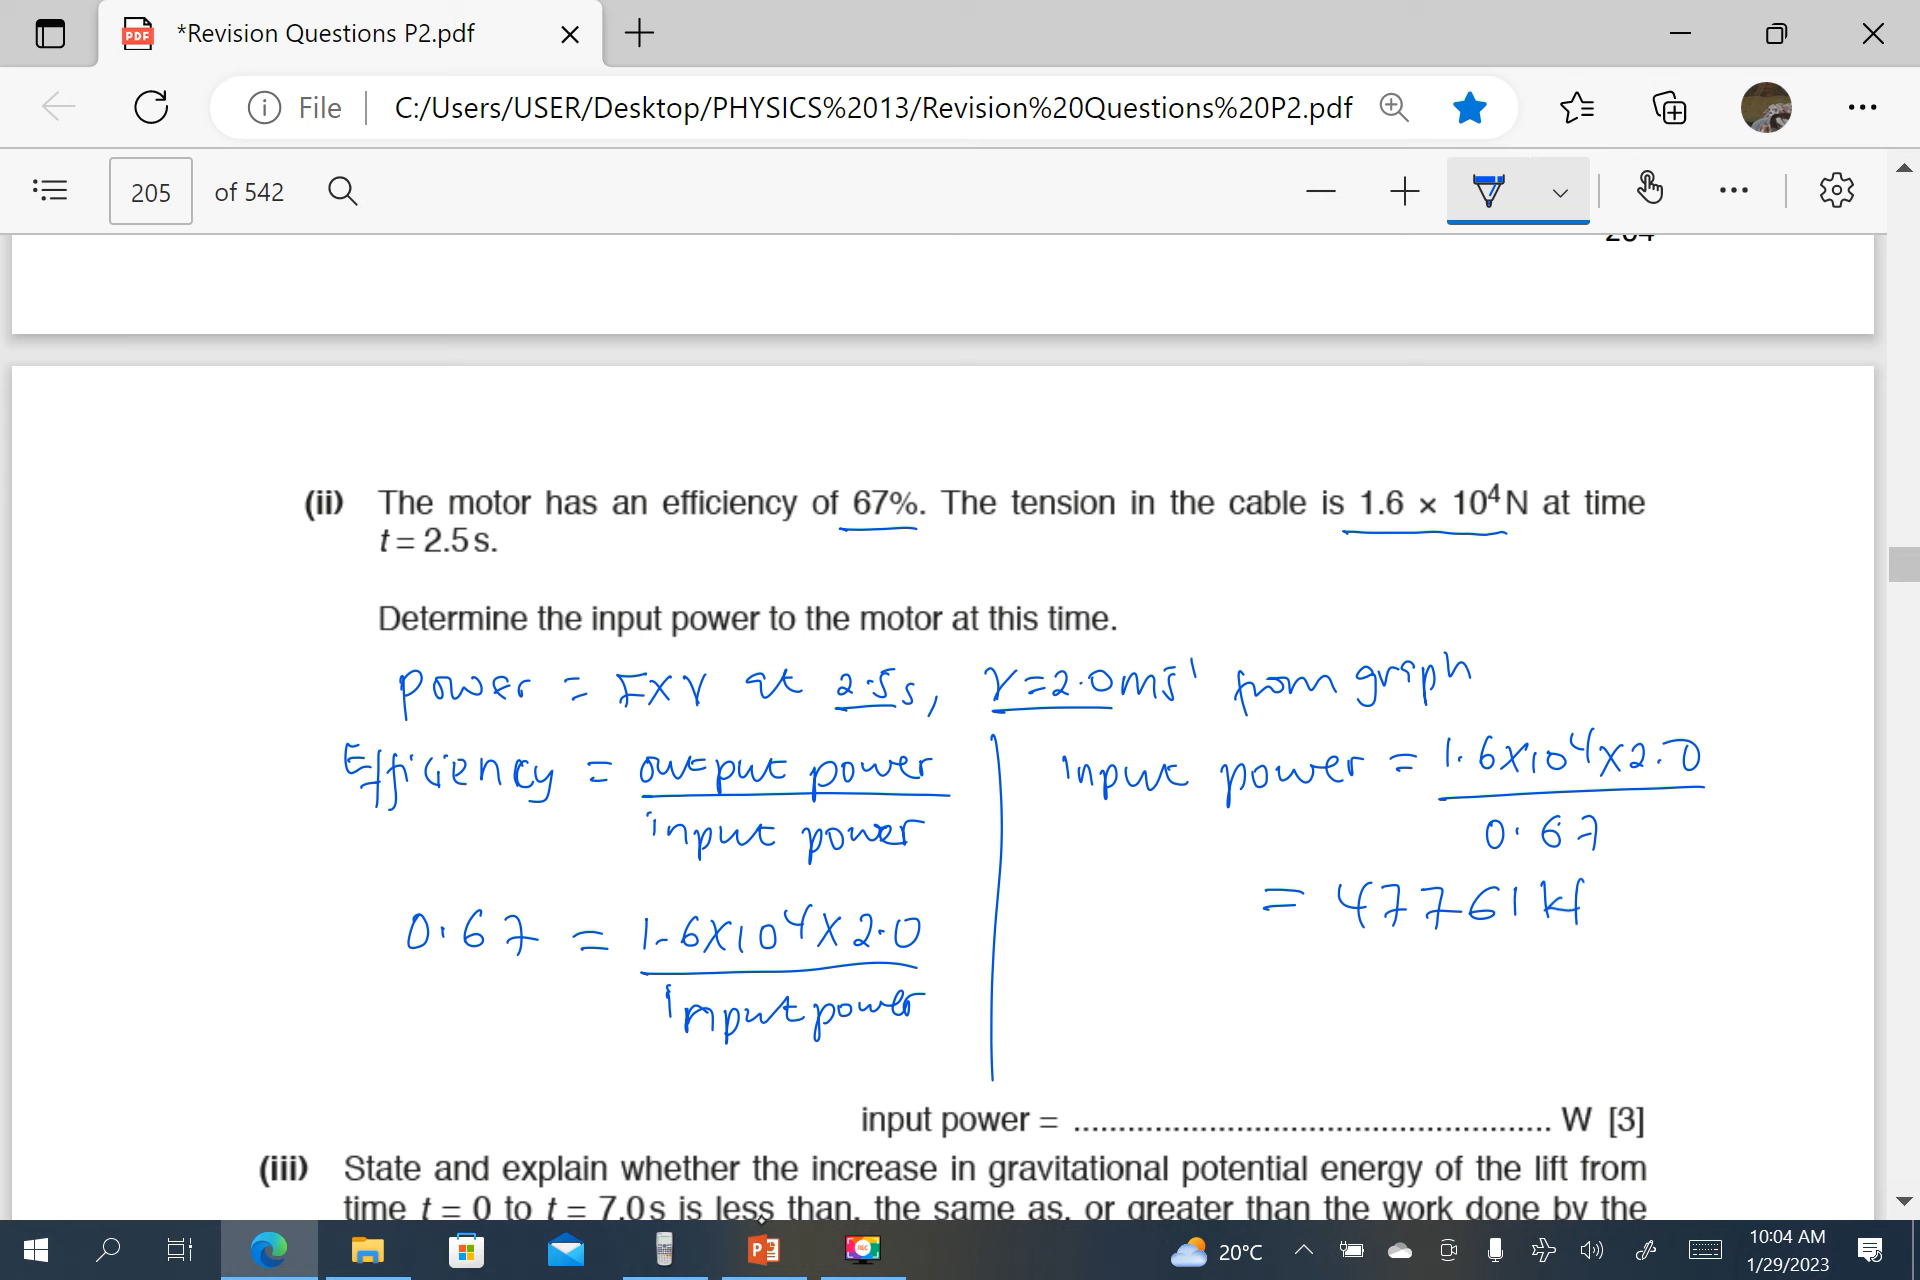 *Revision Questions P2.pdf
File
C:/Users/USER/Desktop/PHYSICS%2013/Revision%20Questions%20P2.pdf
205 of 542
(ii) The motor has an efficiency of 67%. The tension in the cable is 1.6 × 10⁴ N at time
t = 2.5 s.
Determine the input power to the motor at this time.
Power = F×V at 2.5s, V=2.0ms⁻¹ from graph
Efficiency = output power
input power
0.67 = 1.6×10⁴×2.0
input power
Input power = 1.6×10⁴×2.0
0.67
= 47761
input power = .................................................. W [3]
(iii) State and explain whether the increase in gravitational potential energy of the lift from
time t = 0 to t = 7.0 s is less than, the same as, or greater than the work done by the
20°C
10:04 AM
1/29/2023